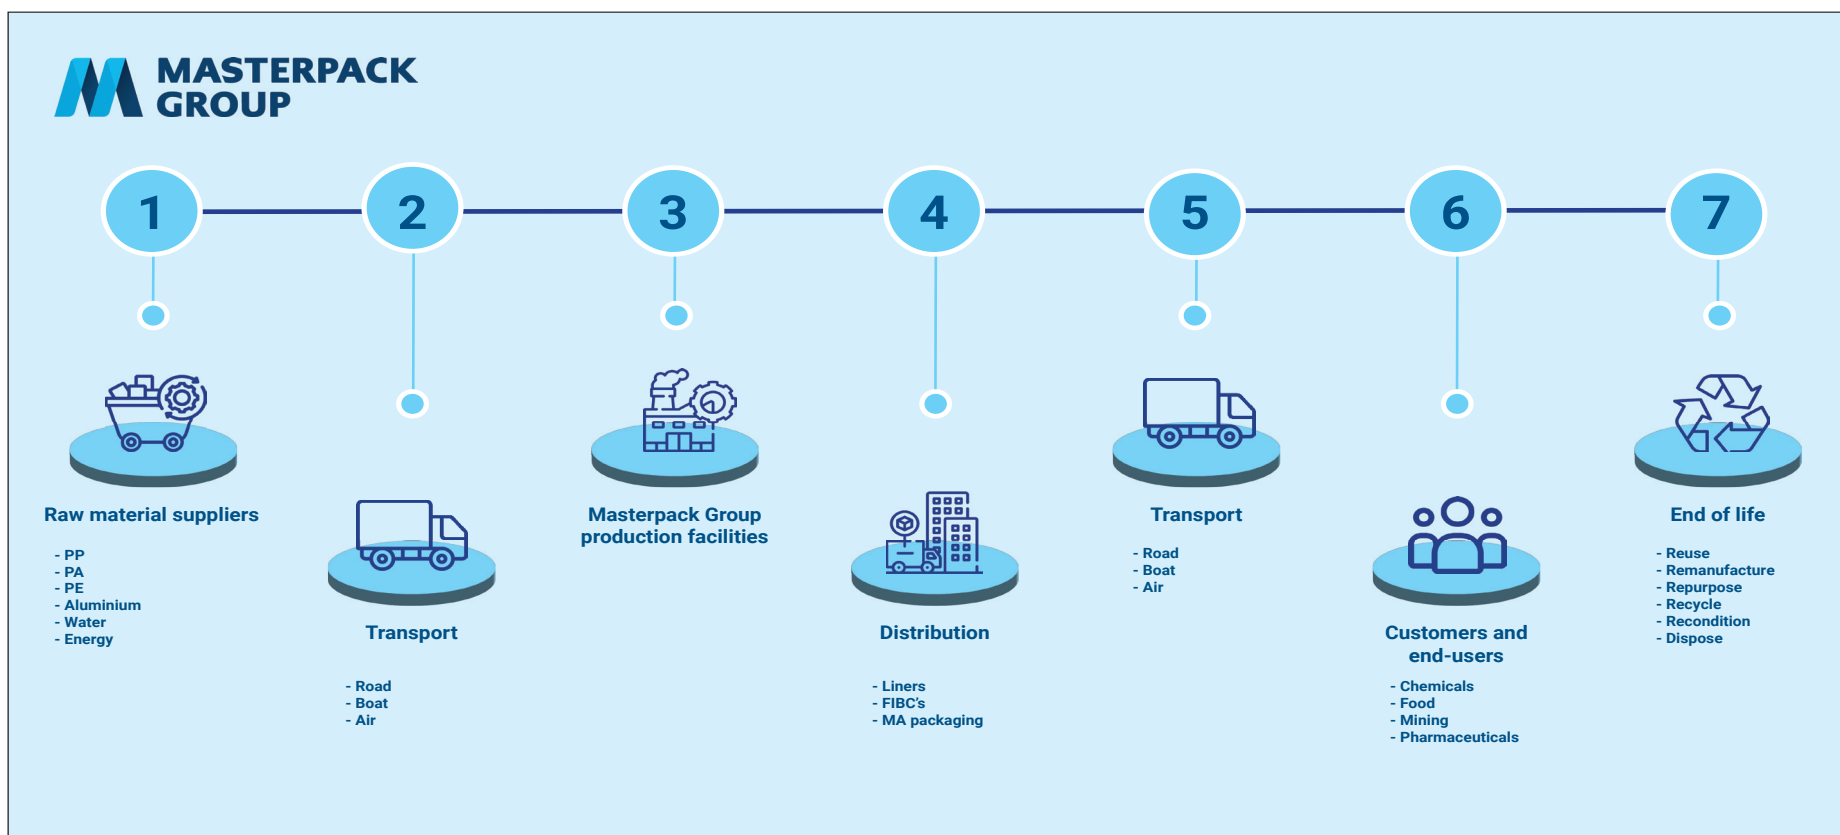 MASTERPACK
GROUP
1
2
3
4
5
6
7
Raw material suppliers
- PP
- PA
- PE
- Aluminium
- Water
- Energy
Transport
- Road
- Boat
- Air
Masterpack Group
production facilities
Distribution
- Liners
- FIBC's
- MA packaging
Transport
- Road
- Boat
- Air
Customers and
end-users
- Chemicals
- Food
- Mining
- Pharmaceuticals
End of life
- Reuse
- Remanufacture
- Repurpose
- Recycle
- Recondition
- Dispose